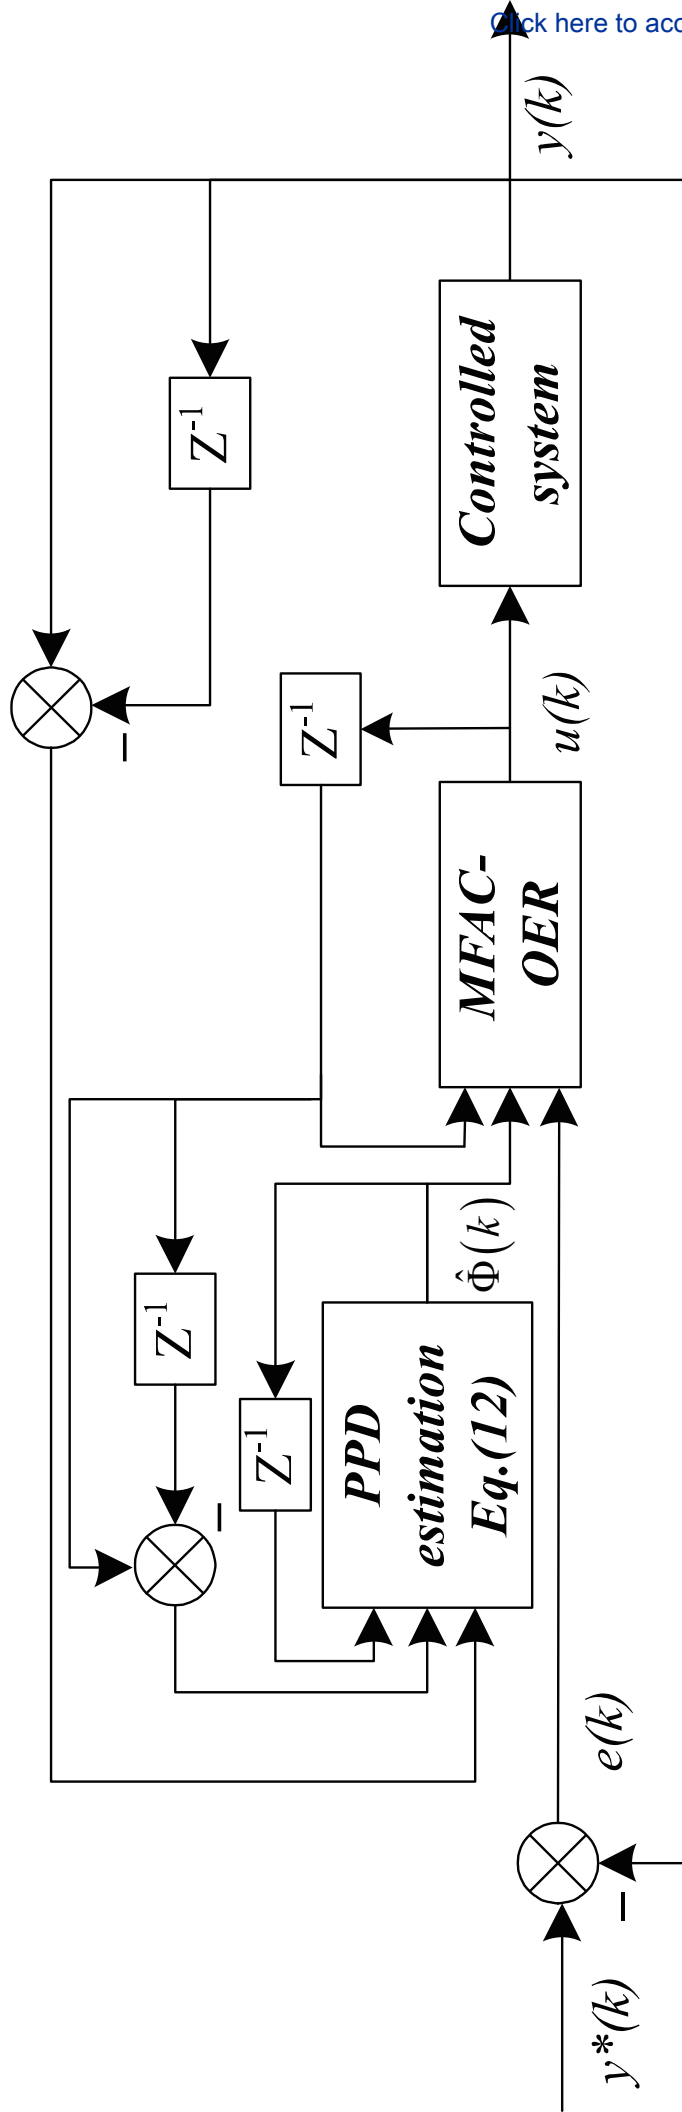 Click here to acc
y(k)
Z-1
Controlled
system
Z-1
u(k)
MFAC-
OER
Z-1
Φ̂(k)
Z-1
PPD
estimation
Eq.(12)
e(k)
y*(k)